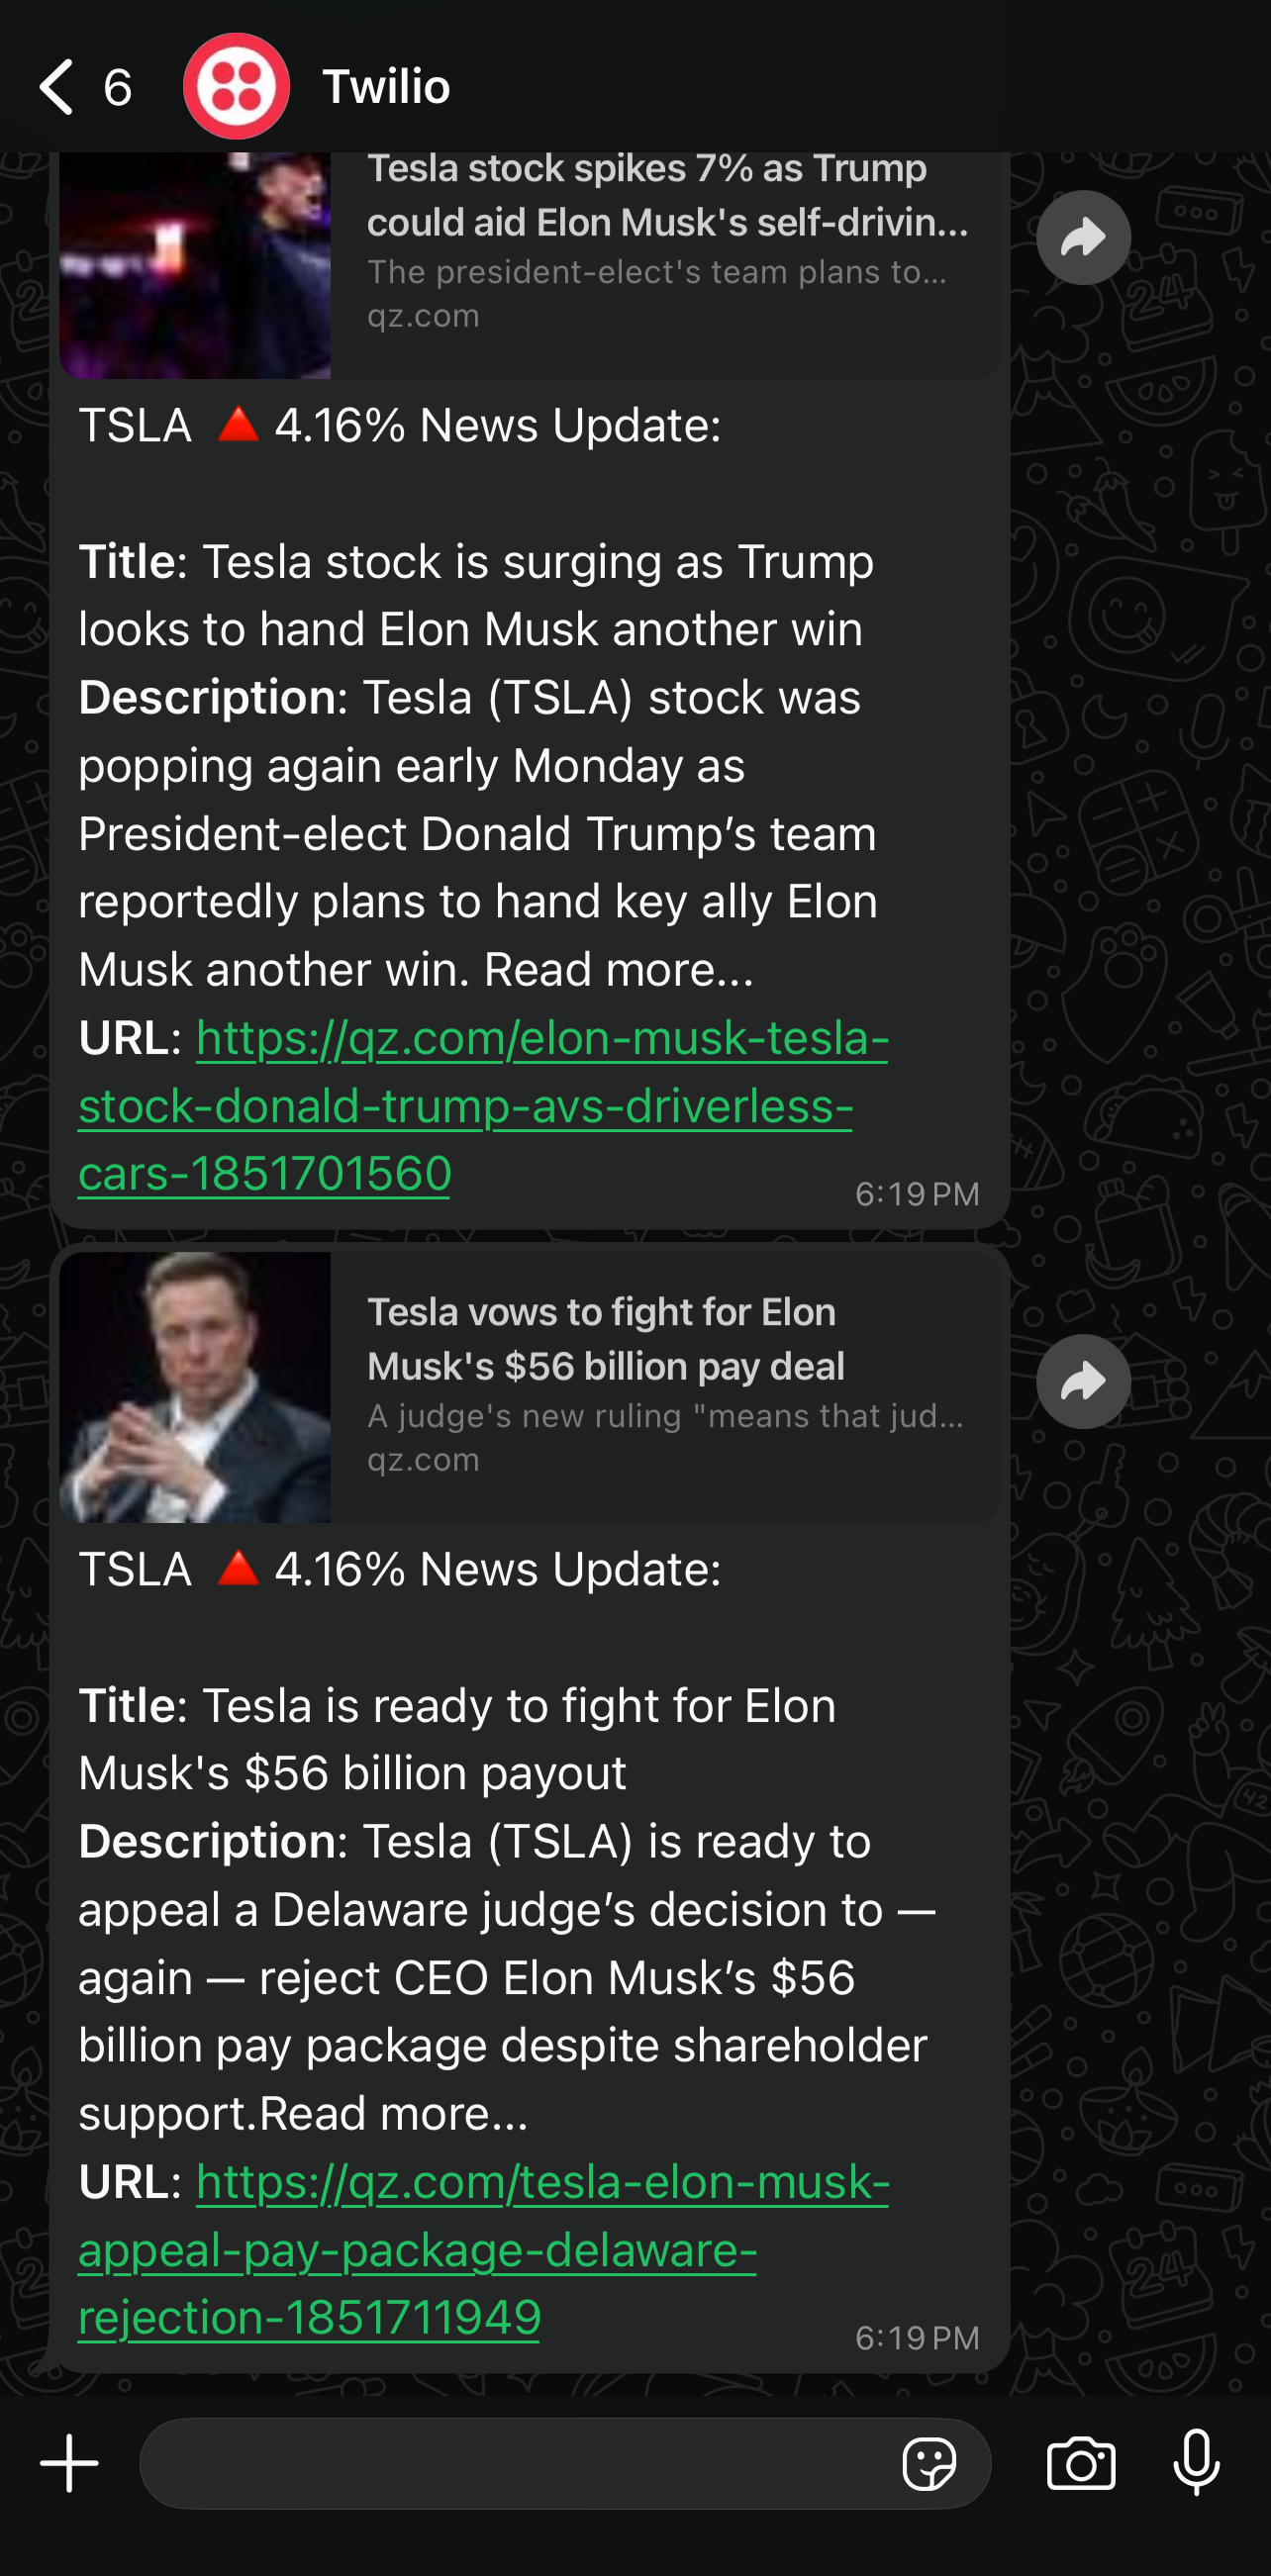 6 Twilio
Tesla stock spikes 7% as Trump
could aid Elon Musk's self-drivin...
The president-elect's team plans to...
qz.com
TSLA 🔺 4.16% News Update:
Title: Tesla stock is surging as Trump
looks to hand Elon Musk another win
Description: Tesla (TSLA) stock was
popping again early Monday as
President-elect Donald Trump’s team
reportedly plans to hand key ally Elon
Musk another win. Read more...
URL: https://qz.com/elon-musk-tesla-
stock-donald-trump-avs-driverless-
cars-1851701560
6:19 PM
Tesla vows to fight for Elon
Musk's $56 billion pay deal
A judge's new ruling "means that jud...
qz.com
TSLA 🔺 4.16% News Update:
Title: Tesla is ready to fight for Elon
Musk's $56 billion payout
Description: Tesla (TSLA) is ready to
appeal a Delaware judge’s decision to —
again — reject CEO Elon Musk’s $56
billion pay package despite shareholder
support.Read more...
URL: https://qz.com/tesla-elon-musk-
appeal-pay-package-delaware-
rejection-1851711949
6:19 PM